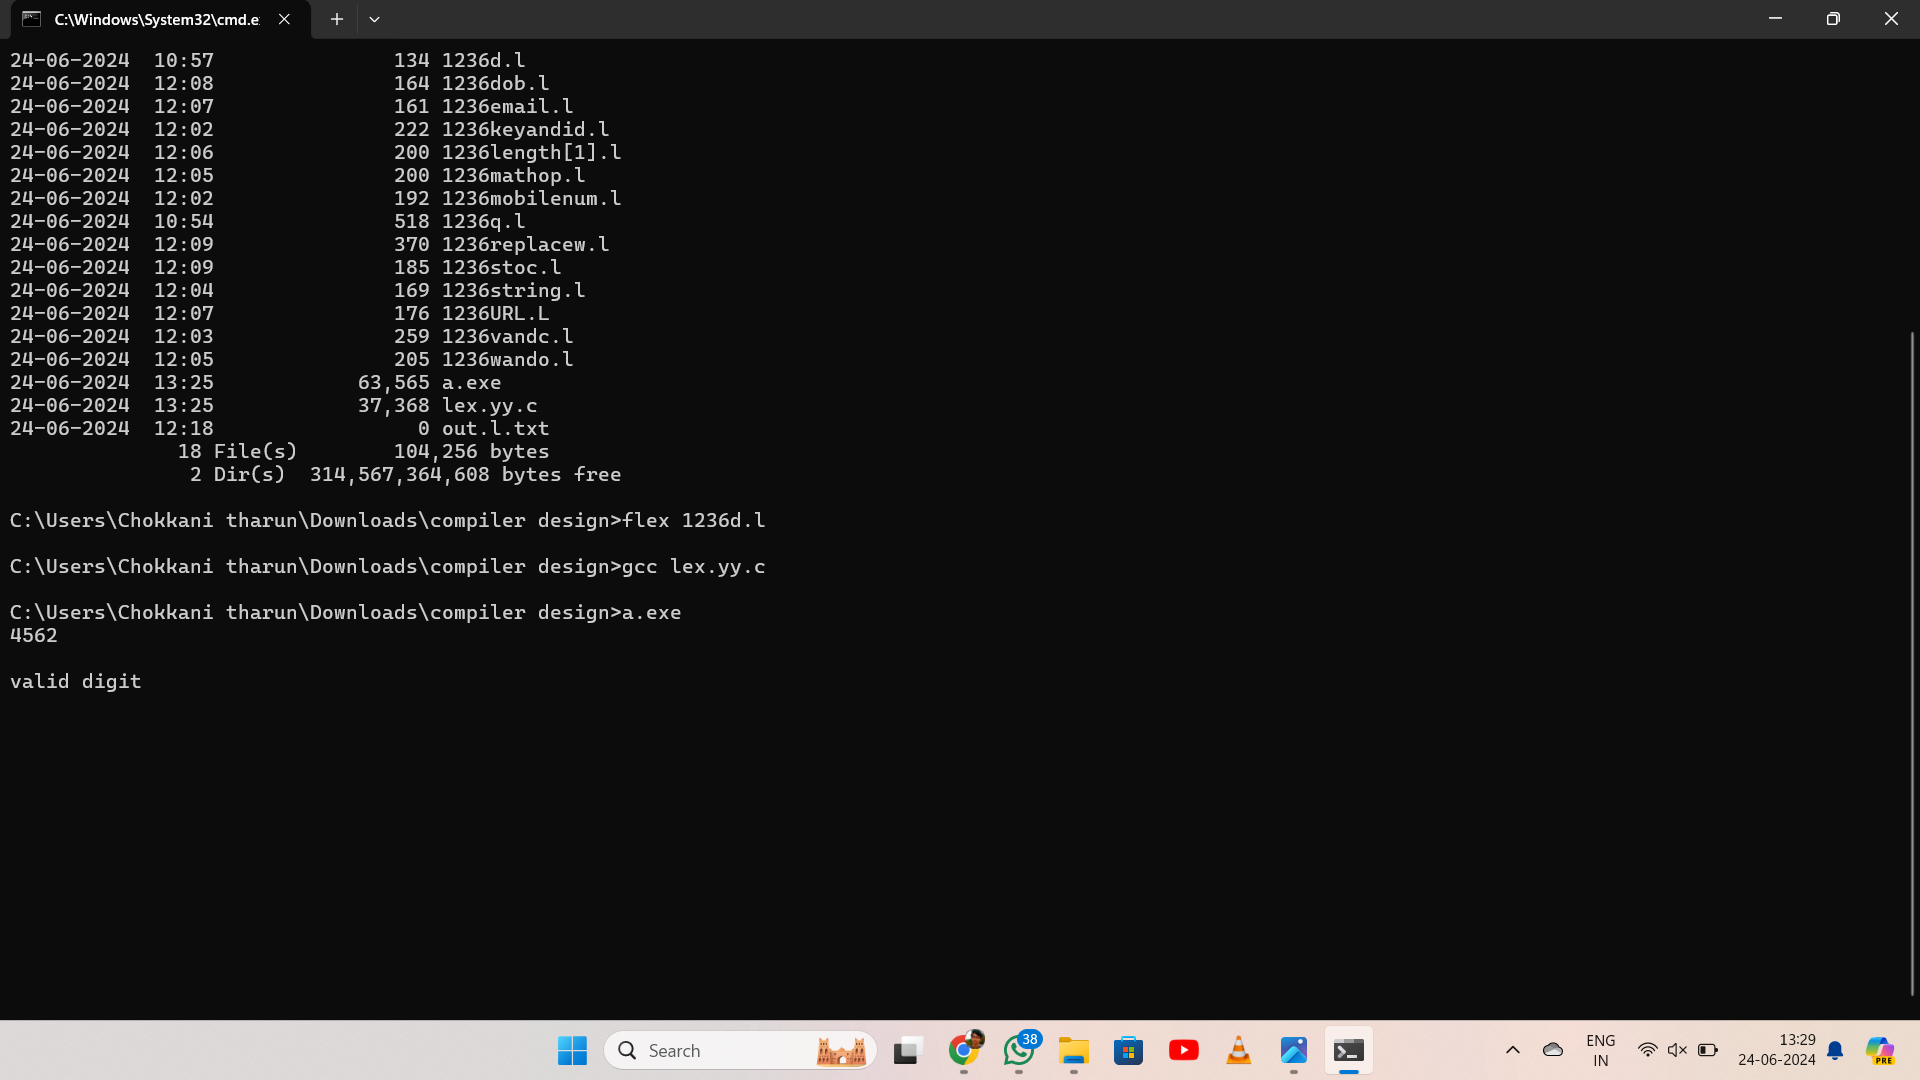 C:\Windows\System32\cmd.e
24-06-2024  10:57               134 1236d.l
24-06-2024  12:08               164 1236dob.l
24-06-2024  12:07               161 1236email.l
24-06-2024  12:02               222 1236keyandid.l
24-06-2024  12:06               200 1236length[1].l
24-06-2024  12:05               200 1236mathop.l
24-06-2024  12:02               192 1236mobilenum.l
24-06-2024  10:54               518 1236q.l
24-06-2024  12:09               370 1236replacew.l
24-06-2024  12:09               185 1236stoc.l
24-06-2024  12:04               169 1236string.l
24-06-2024  12:07               176 1236URL.L
24-06-2024  12:03               259 1236vandc.l
24-06-2024  12:05               205 1236wando.l
24-06-2024  13:25            63,565 a.exe
24-06-2024  13:25            37,368 lex.yy.c
24-06-2024  12:18                 0 out.l.txt
              18 File(s)        104,256 bytes
               2 Dir(s)  314,567,364,608 bytes free
C:\Users\Chokkani tharun\Downloads\compiler design>flex 1236d.l
C:\Users\Chokkani tharun\Downloads\compiler design>gcc lex.yy.c
C:\Users\Chokkani tharun\Downloads\compiler design>a.exe
4562
valid digit
Search
38
ENG
IN
13:29
24-06-2024
PRE